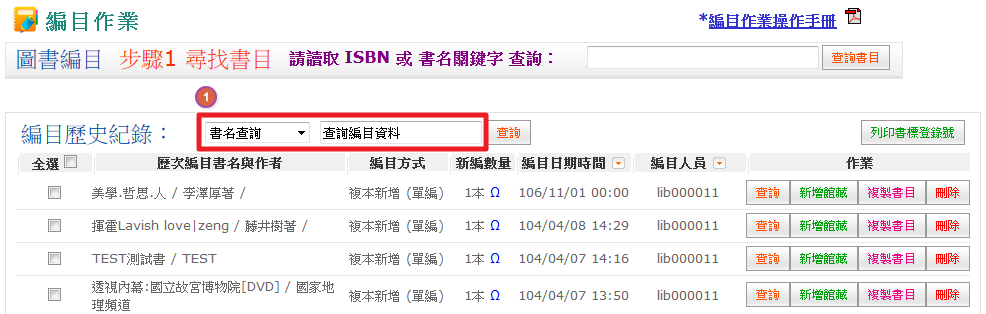 編目作業
*編目作業操作手冊
圖書編目 步驟1 尋找書目 請讀取 ISBN 或 書名關鍵字 查詢： 查詢書目
1
編目歷史紀錄： 書名查詢 查詢編目資料 查詢 列印書標登錄號
全選 歷次編目書名與作者 編目方式 新編數量 編目日期時間 編目人員 作業
美學.哲思.人 / 李澤厚著 / 複本新增 (單編) 1本 Ω 106/11/01 00:00 lib000011 查詢 新增館藏 複製書目 刪除
揮霍Lavish love|zeng / 藤井樹著 / 複本新增 (單編) 1本 Ω 104/04/08 14:29 lib000011 查詢 新增館藏 複製書目 刪除
TEST測試書 / TEST 複本新增 (單編) 1本 Ω 104/04/07 14:16 lib000011 查詢 新增館藏 複製書目 刪除
透視內幕:國立故宮博物院[DVD] / 國家地
理頻道 複本新增 (單編) 1本 Ω 104/04/07 13:50 lib000011 查詢 新增館藏 複製書目 刪除